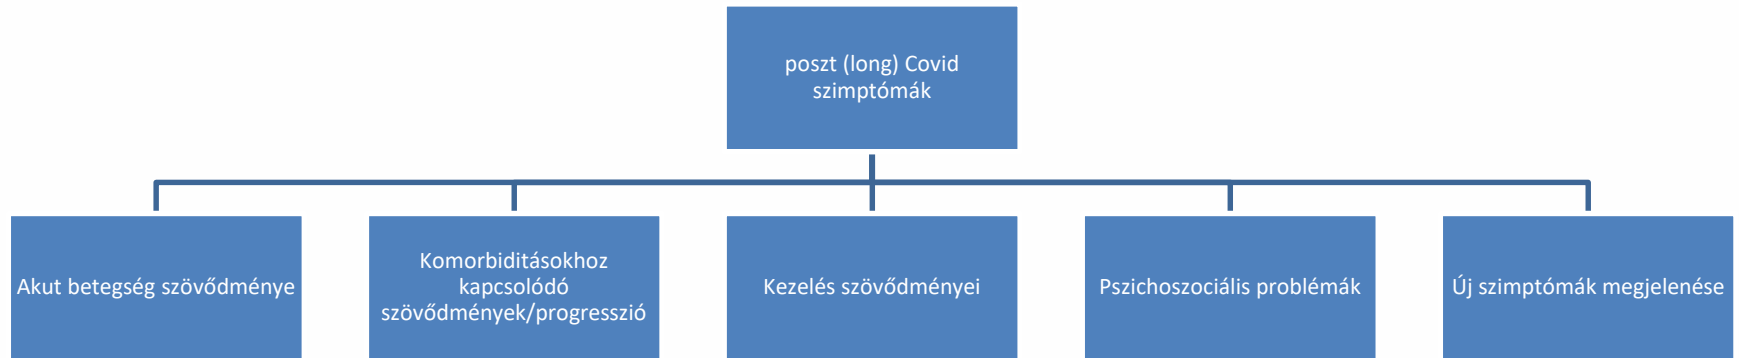 poszt (long) Covid
szimptómák
Akut betegség szövődménye
Komorbiditásokhoz
kapcsolódó
szövődmények/progresszió
Kezelés szövődményei
Pszichoszociális problémák
Új szimptómák megjelenése